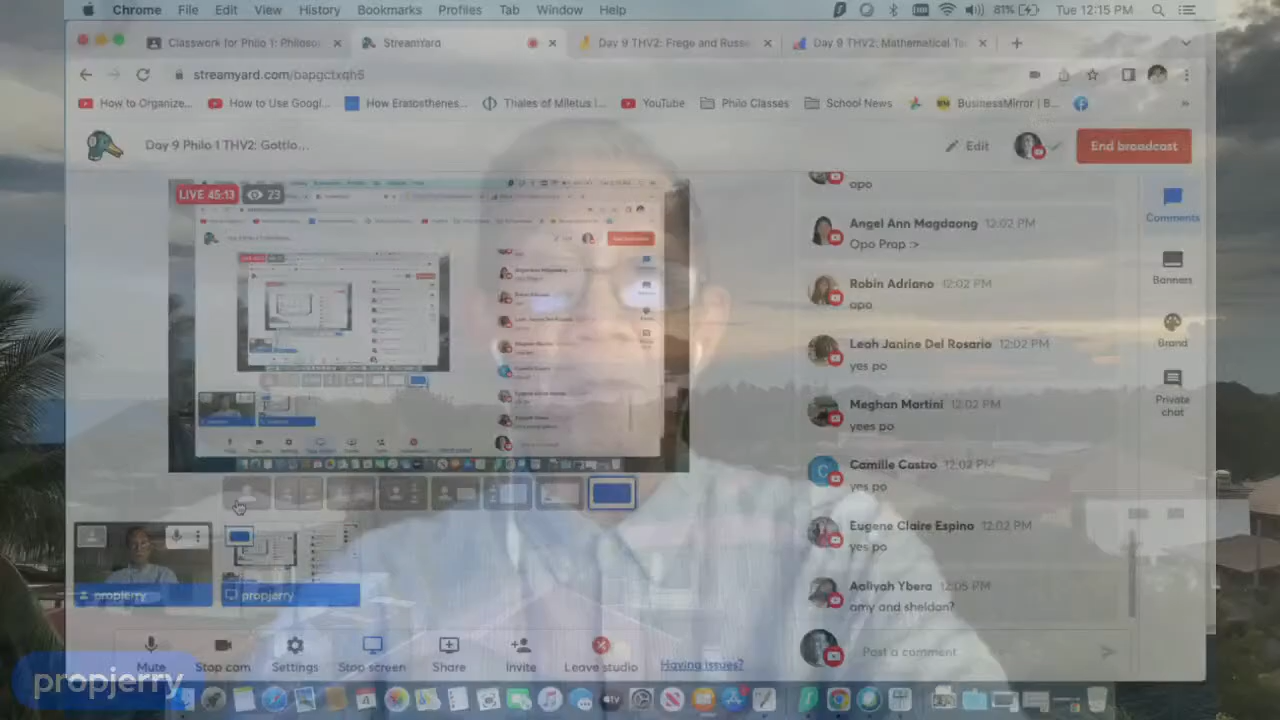 Chrome File Edit View History Bookmarks Profiles Tab Window Help 81% Tue 12:15 PM
Classwork for Philo 1: Philoso StreamYard Day 9 THV2: Frege and Russe Day 9 THV2: Mathematical Ta
streamyard.com/bapgctxqh5
How to Organize... How to Use Googl... How Eratosthenes... Thales of Miletus |... YouTube Philo Classes School News BusinessMirror | B...
Day 9 Philo 1 THV2: Gottlo... Edit End broadcast
LIVE 45:13 23
opo
Angel Ann Magdaong 12:02 PM
Opo Prap :>
Robin Adriano 12:02 PM
opo
Leah Janine Del Rosario 12:02 PM
yes po
Meghan Martini 12:02 PM
yees po
Camille Castro 12:02 PM
yes po
Eugene Claire Espino 12:02 PM
yes po
Aaliyah Ybera 12:05 PM
amy and sheldon?
Post a comment
Comments
Banners
Brand
Private chat
propjerry propjerry
Mute Stop cam Settings Stop screen Share Invite Leave studio Having issues?
propjerry